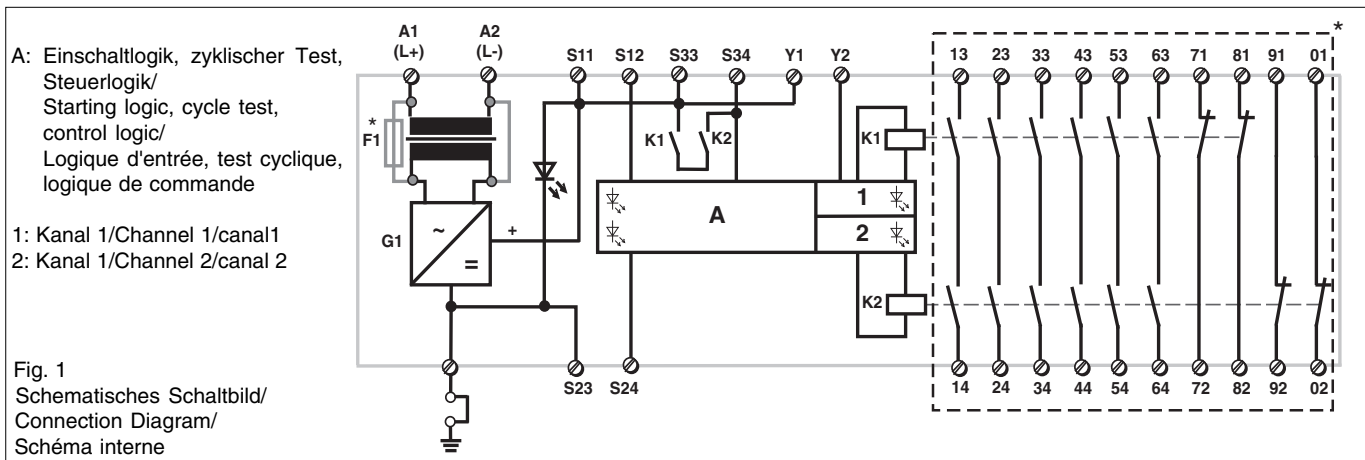 A: Einschaltlogik, zyklischer Test,
Steuerlogik/
Starting logic, cycle test,
control logic/
Logique d'entrée, test cyclique,
logique de commande
1: Kanal 1/Channel 1/canal1
2: Kanal 1/Channel 2/canal 2
Fig. 1
Schematisches Schaltbild/
Connection Diagram/
Schéma interne
A1 A2
(L+) (L-)
S11 S12 S33 S34 Y1 Y2
13 23 33 43 53 63 71 81 91 01
*
*
F1
K1 K2
K1
A
1
2
G1
~
=
+
K2
S23 S24
14 24 34 44 54 64 72 82 92 02